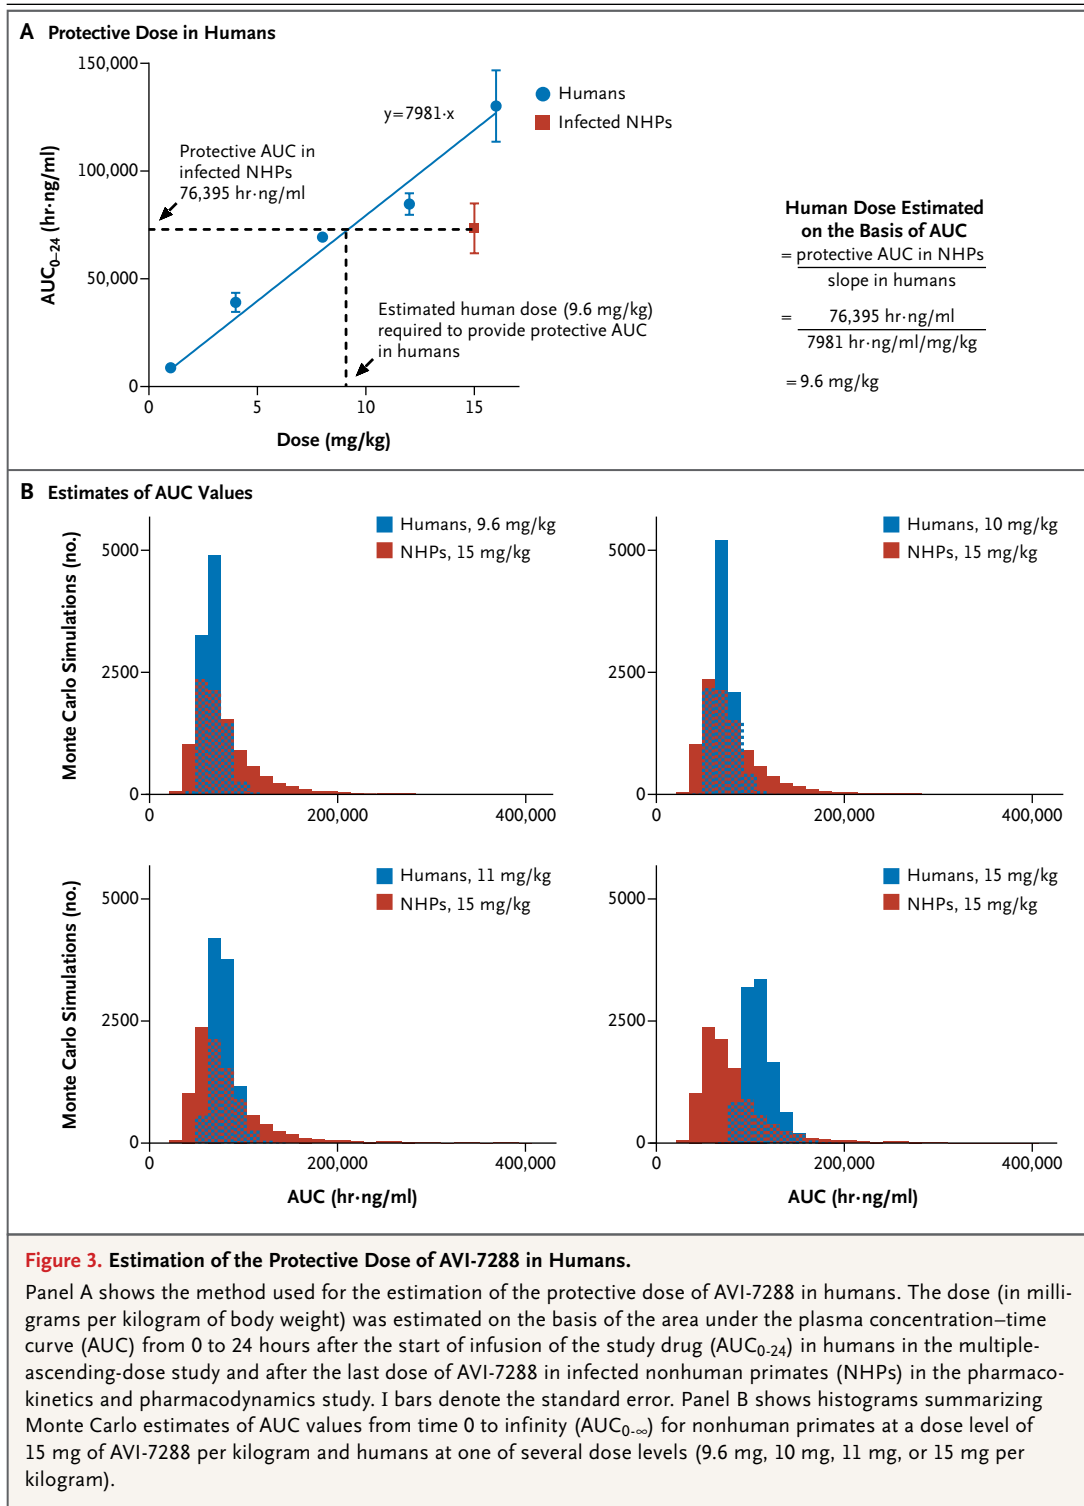 A Protective Dose in Humans
150,000
100,000
50,000
0
AUC0–24 (hr·ng/ml)
y=7981·x
Humans
Infected NHPs
Protective AUC in
infected NHPs
76,395 hr·ng/ml
Estimated human dose (9.6 mg/kg)
required to provide protective AUC
in humans
0 5 10 15
Dose (mg/kg)
Human Dose Estimated
on the Basis of AUC
= protective AUC in NHPs
slope in humans
= 76,395 hr·ng/ml
7981 hr·ng/ml/mg/kg
=9.6 mg/kg
B Estimates of AUC Values
Monte Carlo Simulations (no.)
5000
2500
0
Humans, 9.6 mg/kg
NHPs, 15 mg/kg
0 200,000 400,000
5000
2500
0
Humans, 10 mg/kg
NHPs, 15 mg/kg
0 200,000 400,000
Monte Carlo Simulations (no.)
5000
2500
0
Humans, 11 mg/kg
NHPs, 15 mg/kg
0 200,000 400,000
AUC (hr·ng/ml)
5000
2500
0
Humans, 15 mg/kg
NHPs, 15 mg/kg
0 200,000 400,000
AUC (hr·ng/ml)
Figure 3. Estimation of the Protective Dose of AVI-7288 in Humans.
Panel A shows the method used for the estimation of the protective dose of AVI-7288 in humans. The dose (in milli-
grams per kilogram of body weight) was estimated on the basis of the area under the plasma concentration–time
curve (AUC) from 0 to 24 hours after the start of infusion of the study drug (AUC0-24) in humans in the multiple-
ascending-dose study and after the last dose of AVI-7288 in infected nonhuman primates (NHPs) in the pharmaco-
kinetics and pharmacodynamics study. I bars denote the standard error. Panel B shows histograms summarizing
Monte Carlo estimates of AUC values from time 0 to infinity (AUC0-∞) for nonhuman primates at a dose level of
15 mg of AVI-7288 per kilogram and humans at one of several dose levels (9.6 mg, 10 mg, 11 mg, or 15 mg per
kilogram).